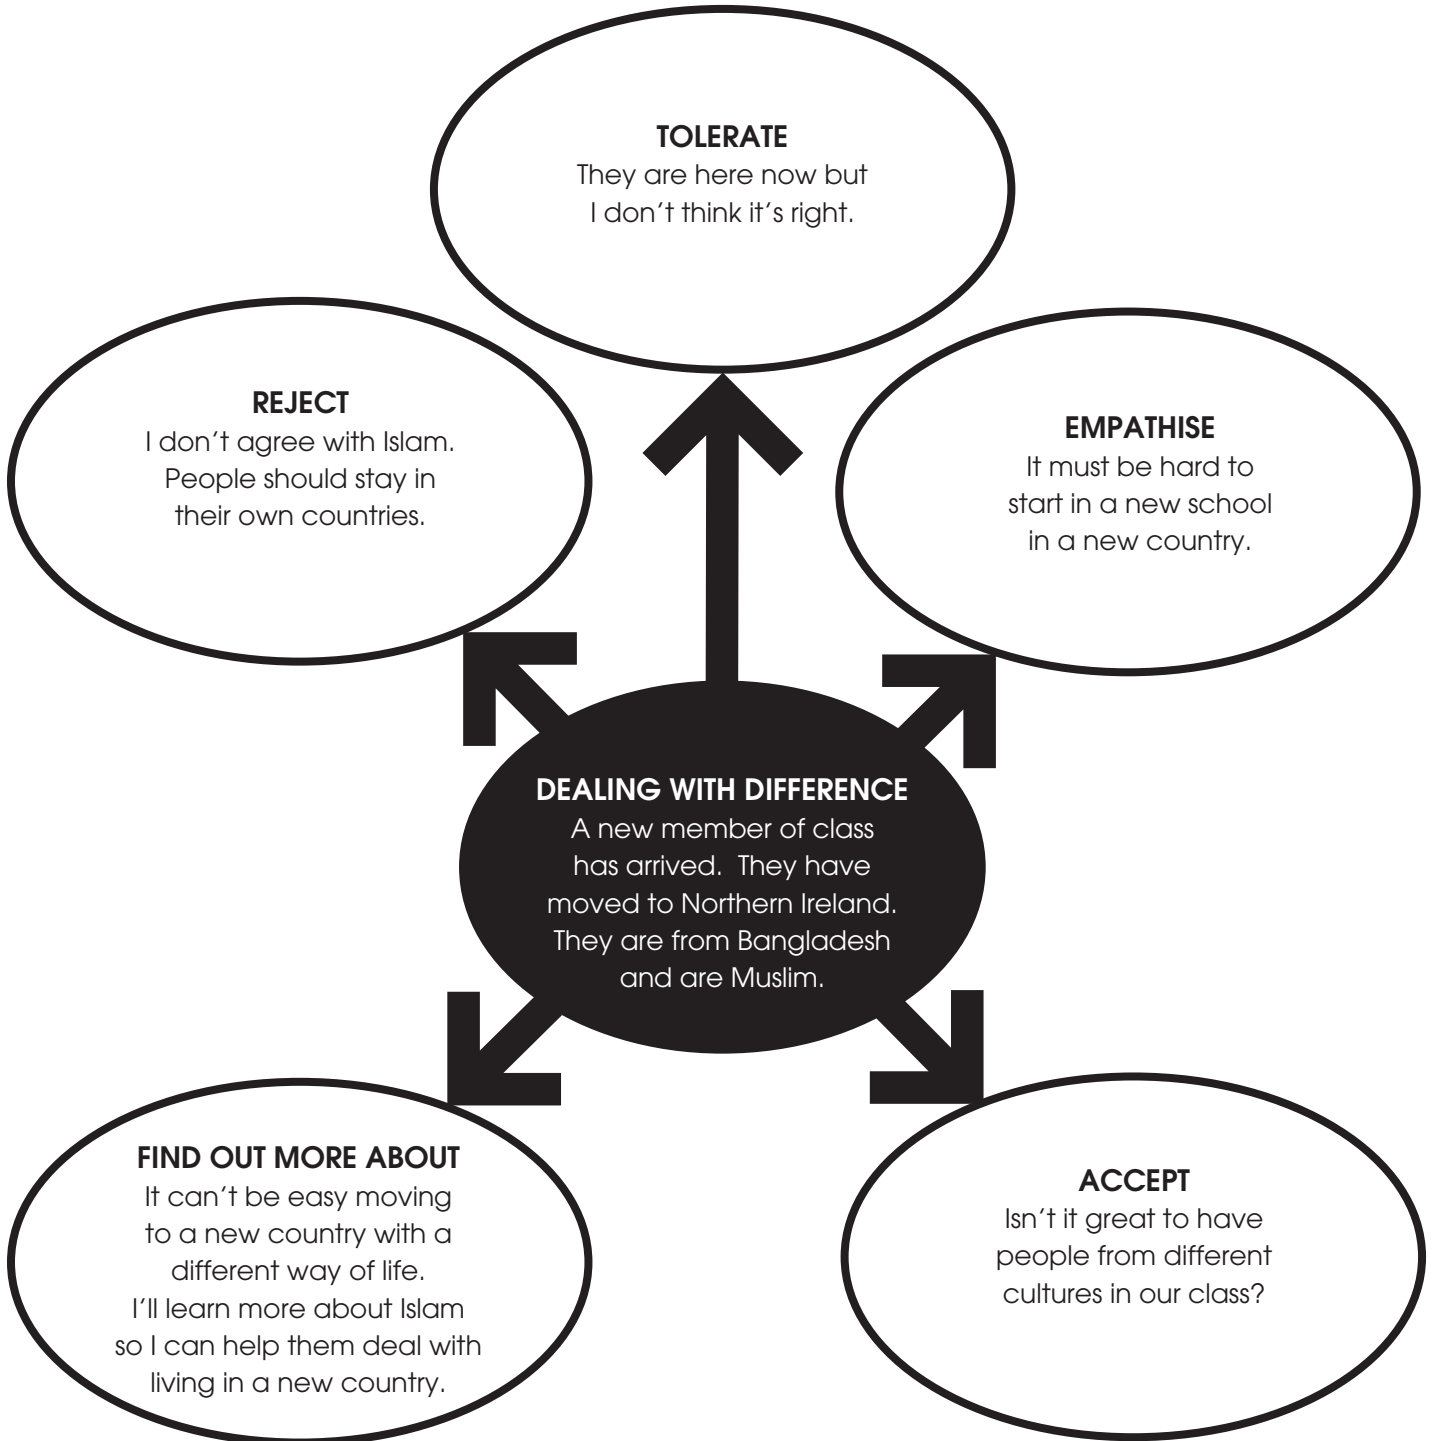 TOLERATE
They are here now but
I don't think it's right.
REJECT
I don't agree with Islam.
People should stay in
their own countries.
EMPATHISE
It must be hard to
start in a new school
in a new country.
DEALING WITH DIFFERENCE
A new member of class
has arrived.  They have
moved to Northern Ireland.
They are from Bangladesh
and are Muslim.
FIND OUT MORE ABOUT
It can't be easy moving
to a new country with a
different way of life.
I'll learn more about Islam
so I can help them deal with
living in a new country.
ACCEPT
Isn't it great to have
people from different
cultures in our class?